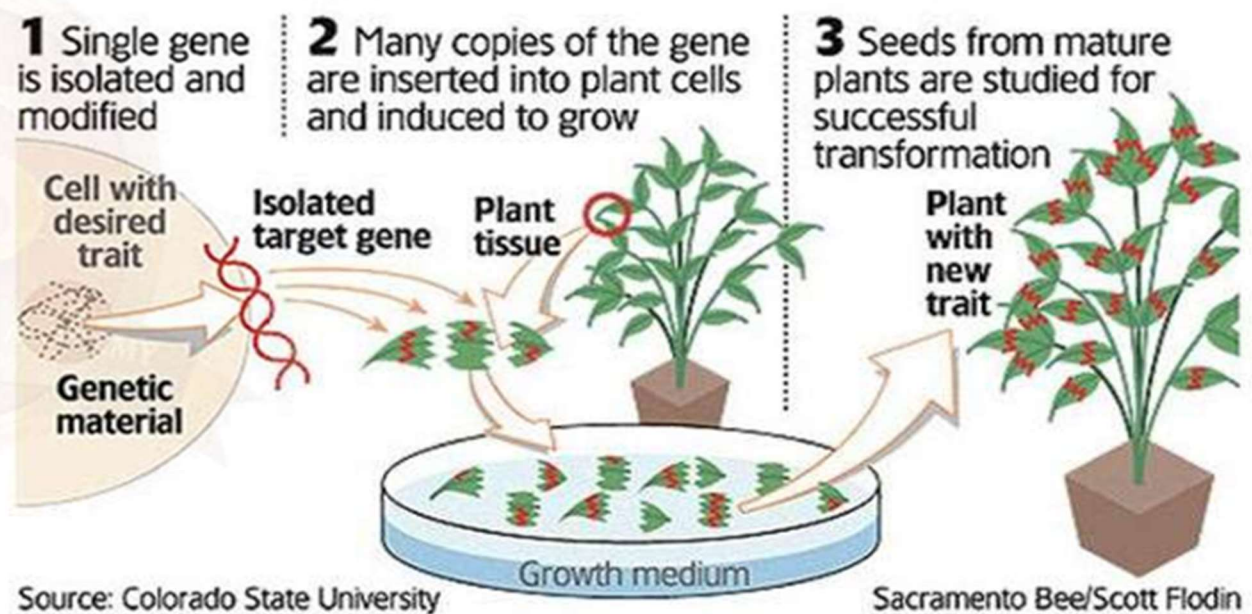 1 Single gene
is isolated and
modified
2 Many copies of the gene
are inserted into plant cells
and induced to grow
3 Seeds from mature
plants are studied for
successful
transformation
Cell with
desired
trait
Genetic
material
Isolated
target gene
Plant
tissue
Growth medium
Plant
with
new
trait
Source: Colorado State University
Sacramento Bee/Scott Flodin